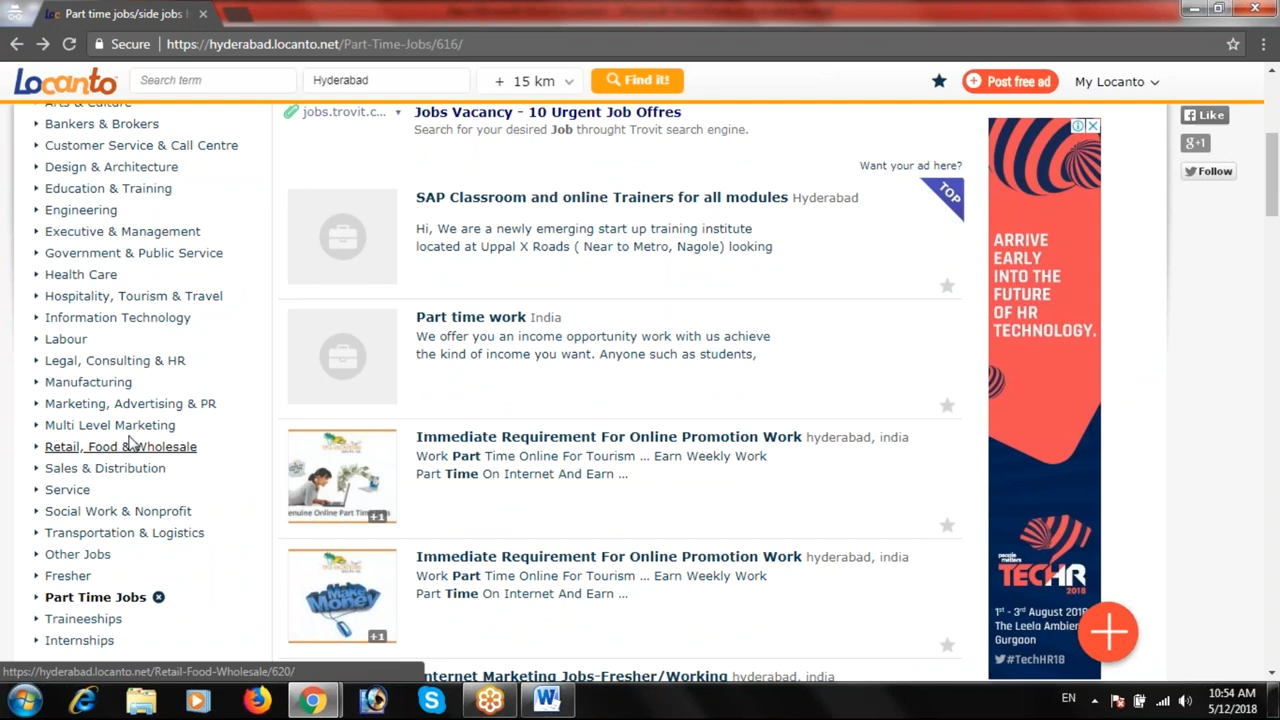 Part time jobs/side jobs
Secure
https://hyderabad.locanto.net/Part-Time-Jobs/616/
Locanto
Search term
Hyderabad
+ 15 km
Find it!
Post free ad
My Locanto
Arts & Culture
Bankers & Brokers
Customer Service & Call Centre
Design & Architecture
Education & Training
Engineering
Executive & Management
Government & Public Service
Health Care
Hospitality, Tourism & Travel
Information Technology
Labour
Legal, Consulting & HR
Manufacturing
Marketing, Advertising & PR
Multi Level Marketing
Retail, Food & Wholesale
Sales & Distribution
Service
Social Work & Nonprofit
Transportation & Logistics
Other Jobs
Fresher
Part Time Jobs
Traineeships
Internships
jobs.trovit.c...
Jobs Vacancy - 10 Urgent Job Offres
Search for your desired Job throught Trovit search engine.
Want your ad here?
TOP
SAP Classroom and online Trainers for all modules Hyderabad
Hi, We are a newly emerging start up training institute
located at Uppal X Roads ( Near to Metro, Nagole) looking
Part time work India
We offer you an income opportunity work with us achieve
the kind of income you want. Anyone such as students,
Immediate Requirement For Online Promotion Work hyderabad, india
Work Part Time Online For Tourism ... Earn Weekly Work
Part Time On Internet And Earn ...
+1
Immediate Requirement For Online Promotion Work hyderabad, india
Work Part Time Online For Tourism ... Earn Weekly Work
Part Time On Internet And Earn ...
Make
Money
+1
Internet Marketing Jobs-Fresher/Working hyderabad, india
Like
g+1
Follow
ARRIVE
EARLY
INTO THE
FUTURE
OF HR
TECHNOLOGY.
people
matters
TECHR
2018
1st - 3rd August 2018
The Leela Ambien
Gurgaon
#TechHR18
https://hyderabad.locanto.net/Retail-Food-Wholesale/620/
EN
10:54 AM
5/12/2018